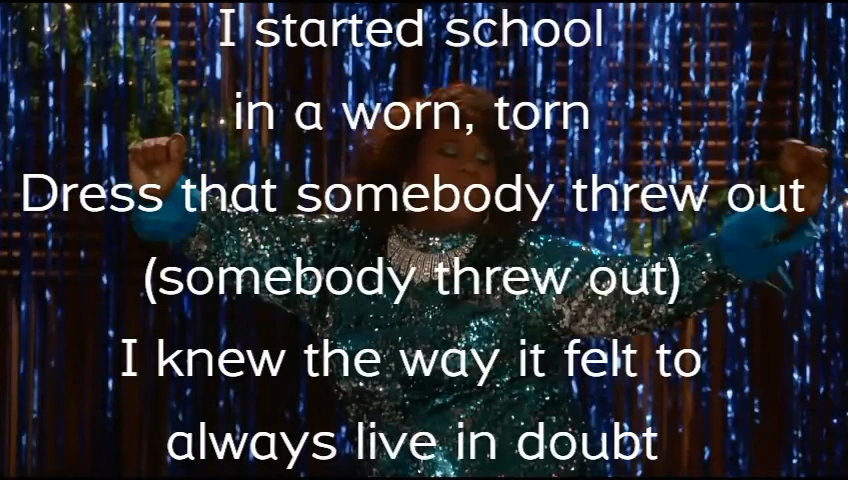 I started school
in a worn, torn
Dress that somebody threw out
(somebody threw out)
I knew the way it felt to
always live in doubt